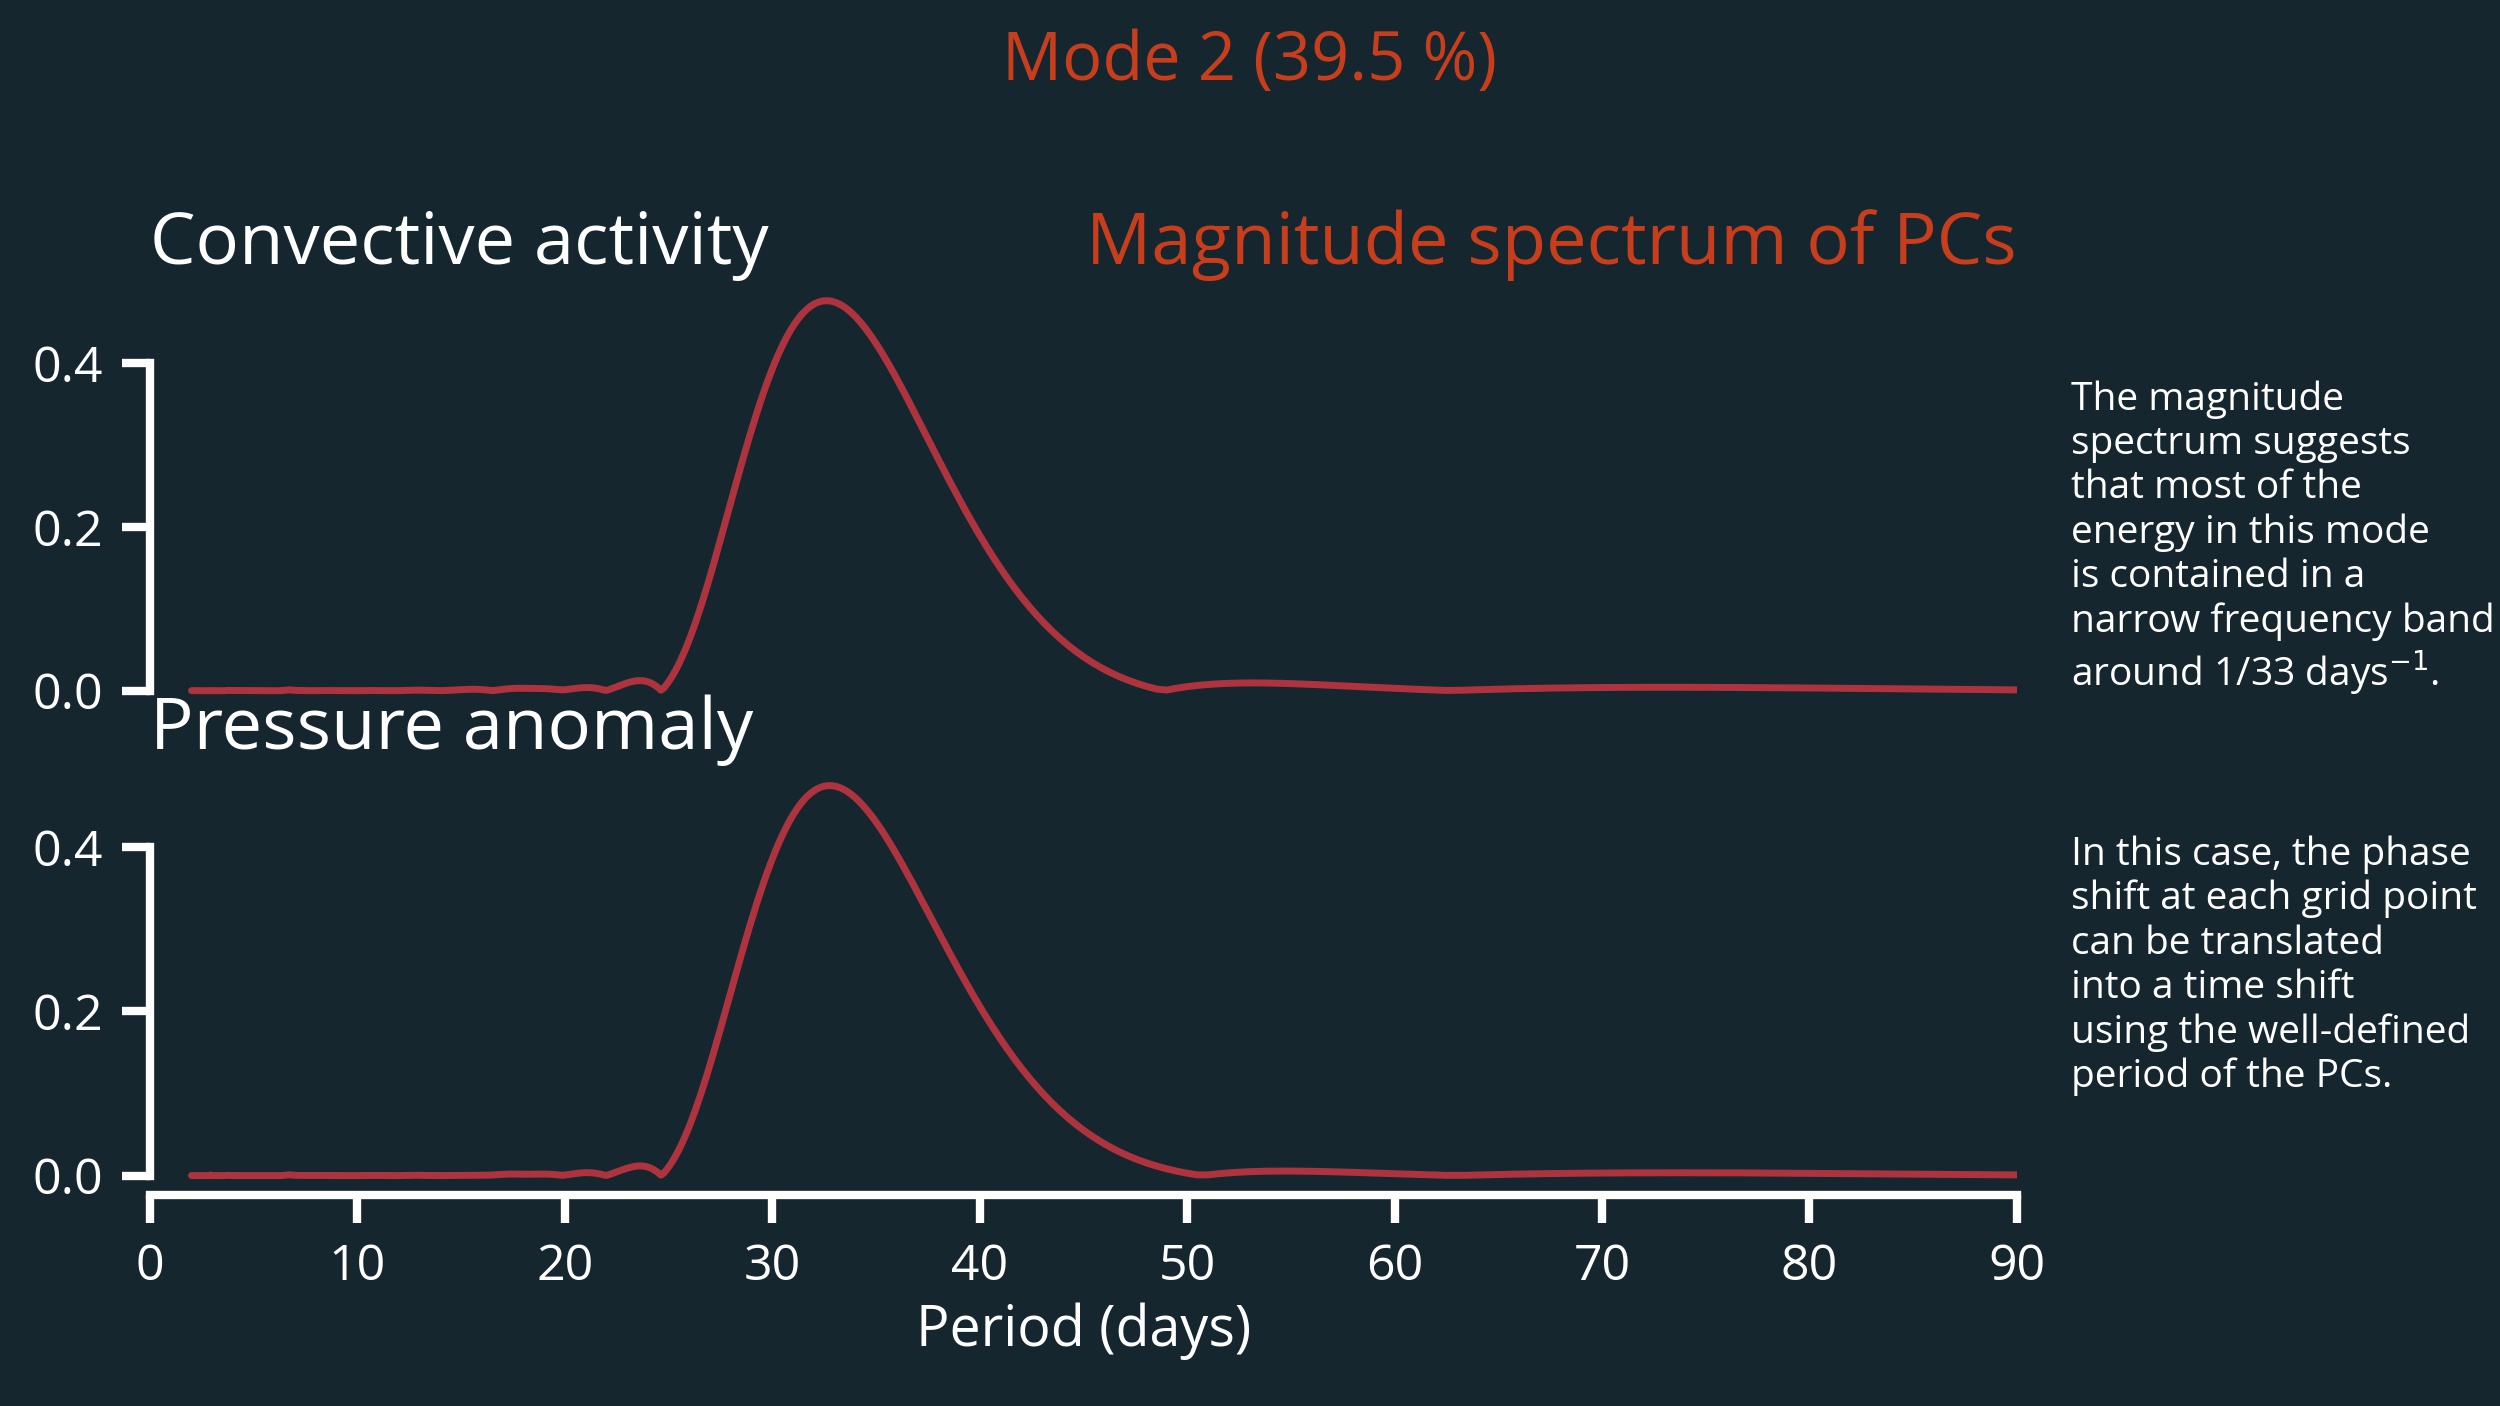 Mode 2 (39.5 %)
Convective activity
Magnitude spectrum of PCs
0.4
0.2
0.0
The magnitude
spectrum suggests
that most of the
energy in this mode
is contained in a
narrow frequency band
around 1/33 days⁻¹.
Pressure anomaly
0.4
0.2
0.0
In this case, the phase
shift at each grid point
can be translated
into a time shift
using the well-defined
period of the PCs.
0 10 20 30 40 50 60 70 80 90
Period (days)